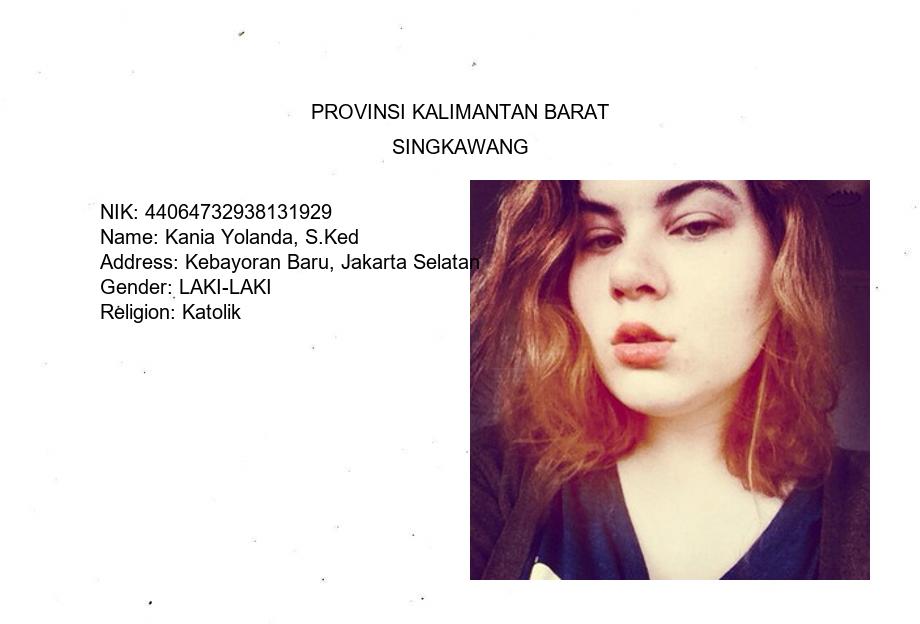 PROVINSI KALIMANTAN BARAT
SINGKAWANG
NIK: 44064732938131929
Name: Kania Yolanda, S.Ked
Address: Kebayoran Baru, Jakarta Selatan
Gender: LAKI-LAKI
Religion: Katolik